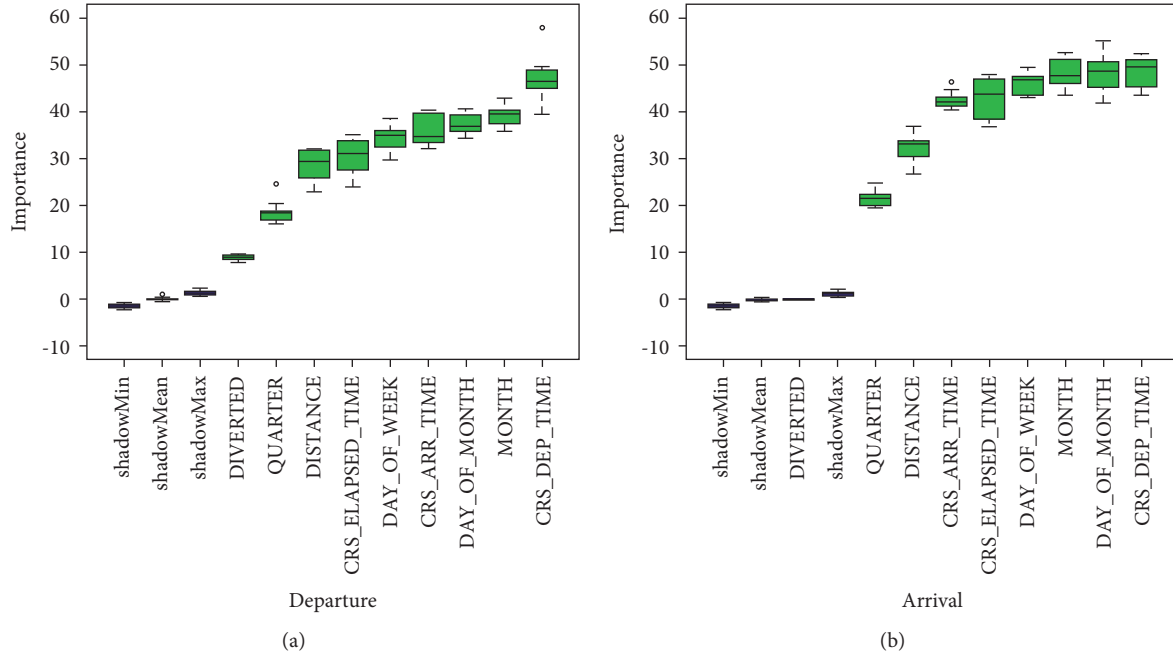 60
50
40
30
20
10
0
-10
Importance
shadowMin
shadowMean
shadowMax
DIVERTED
QUARTER
DISTANCE
CRS_ELAPSED_TIME
DAY_OF_WEEK
CRS_ARR_TIME
DAY_OF_MONTH
MONTH
CRS_DEP_TIME
Departure
(a)
60
50
40
30
20
10
0
-10
Importance
shadowMin
shadowMean
DIVERTED
shadowMax
QUARTER
DISTANCE
CRS_ARR_TIME
CRS_ELAPSED_TIME
DAY_OF_WEEK
MONTH
DAY_OF_MONTH
CRS_DEP_TIME
Arrival
(b)